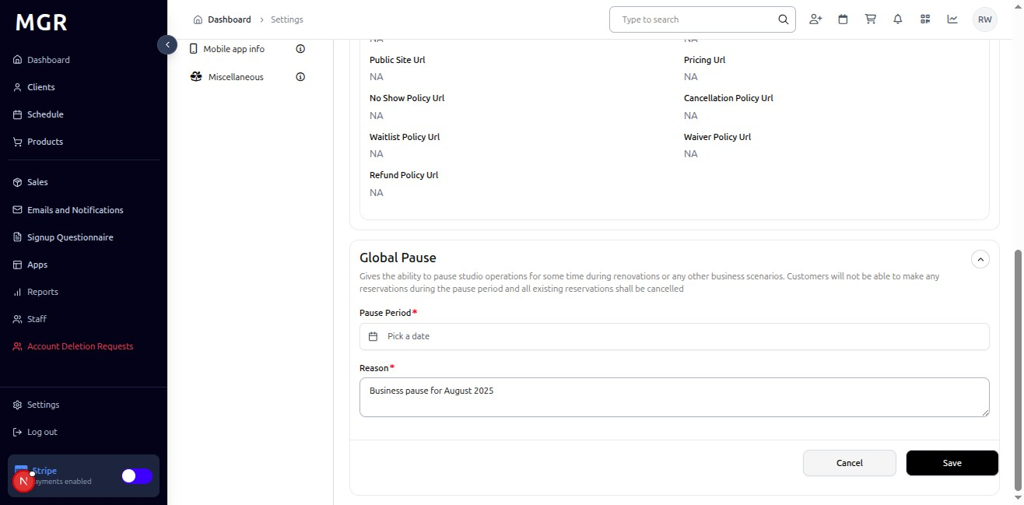 MGR
Dashboard
Clients
Schedule
Products
Sales
Emails and Notifications
Signup Questionnaire
Apps
Reports
Staff
Account Deletion Requests
Settings
Log out
Stripe
payments enabled
N
Dashboard > Settings
Type to search
RW
Mobile app info
Miscellaneous
NA NA
Public Site Url Pricing Url
NA NA
No Show Policy Url Cancellation Policy Url
NA NA
Waitlist Policy Url Waiver Policy Url
NA NA
Refund Policy Url
NA
Global Pause
Gives the ability to pause studio operations for some time during renovations or any other business scenarios. Customers will not be able to make any
reservations during the pause period and all existing reservations shall be cancelled
Pause Period*
Pick a date
Reason*
Business pause for August 2025
Cancel Save